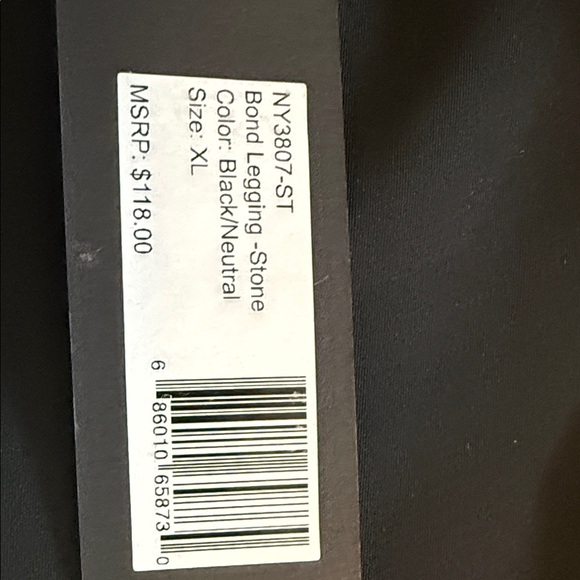 NY3807-ST
Bond Legging -Stone
Color: Black/Neutral
Size: XL
MSRP: $118.00
6 86010 65873 0